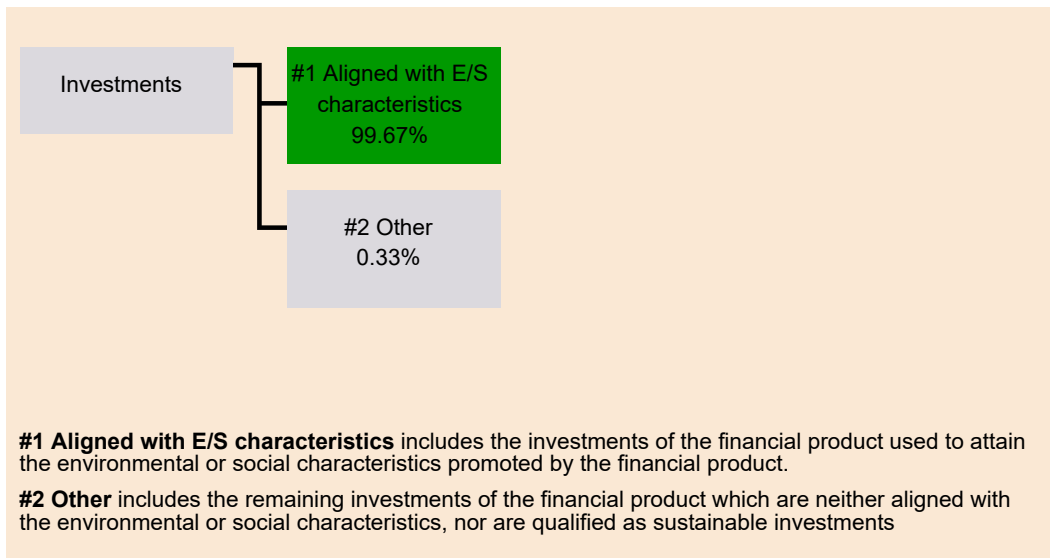 Investments
#1 Aligned with E/S
characteristics
99.67%
#2 Other
0.33%
#1 Aligned with E/S characteristics includes the investments of the financial product used to attain
the environmental or social characteristics promoted by the financial product.
#2 Other includes the remaining investments of the financial product which are neither aligned with
the environmental or social characteristics, nor are qualified as sustainable investments